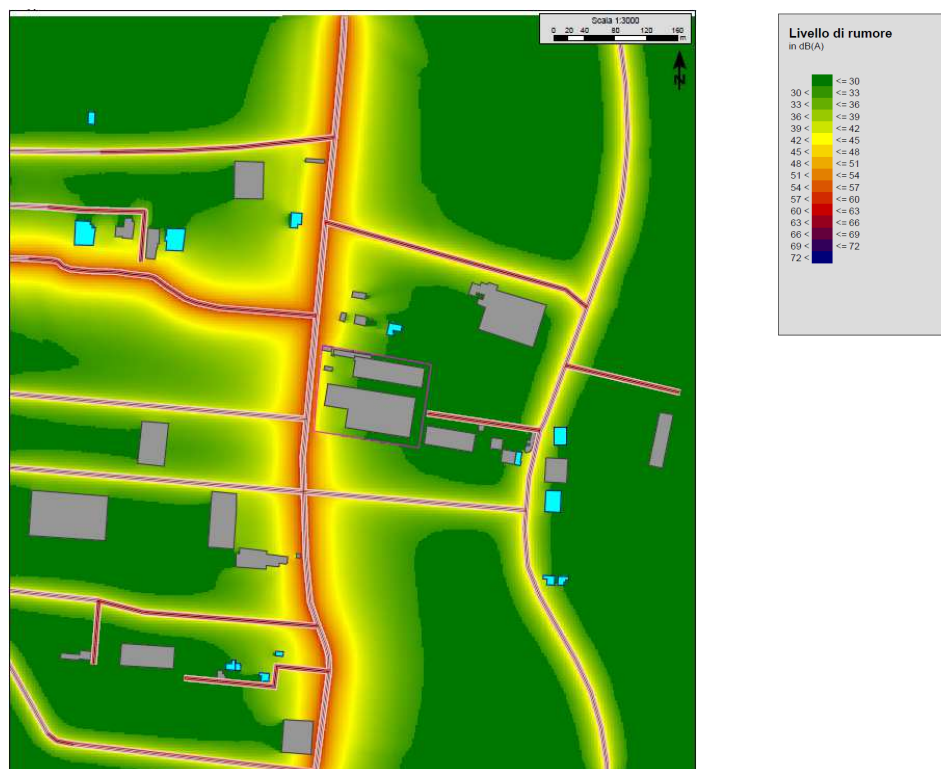 Scala 1:3000
0 20 40 80 120 160
m
N
Livello di rumore
in dB(A)
<= 30
30 < <= 33
33 < <= 36
36 < <= 39
39 < <= 42
42 < <= 45
45 < <= 48
48 < <= 51
51 < <= 54
54 < <= 57
57 < <= 60
60 < <= 63
63 < <= 66
66 < <= 69
69 < <= 72
72 <